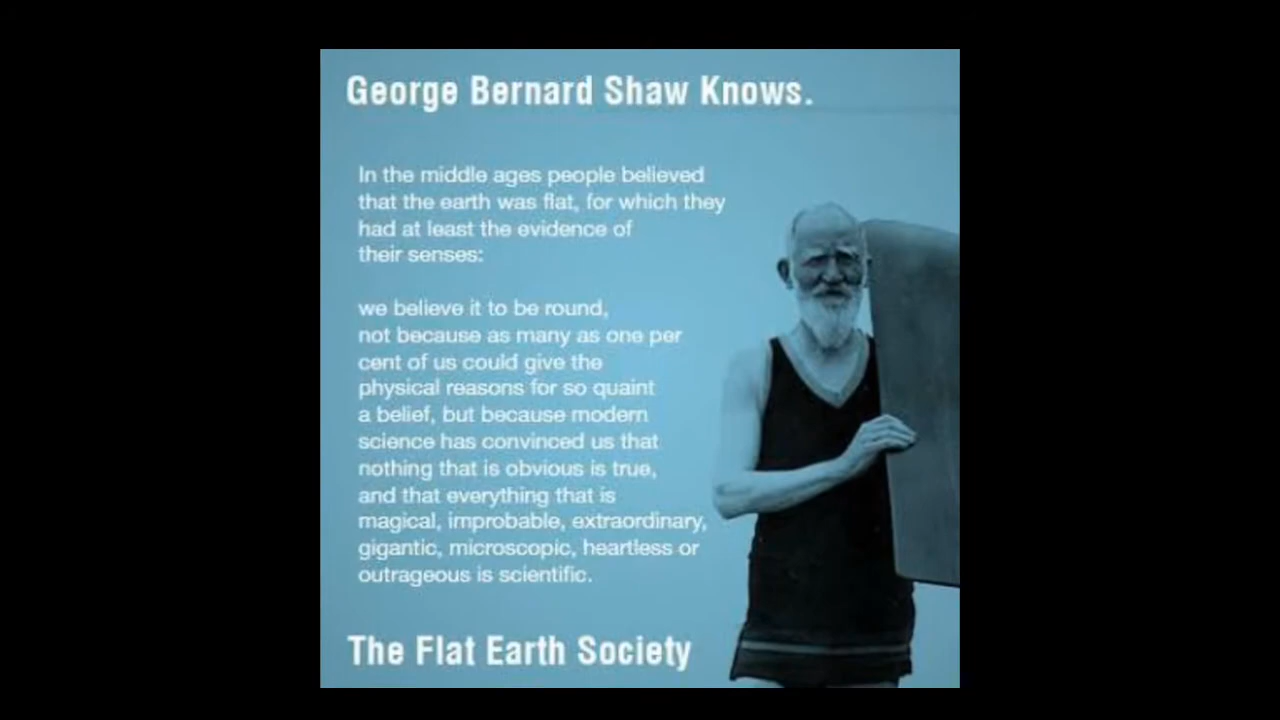 George Bernard Shaw Knows.
In the middle ages people believed
that the earth was flat, for which they
had at least the evidence of
their senses:
we believe it to be round,
not because as many as one per
cent of us could give the
physical reasons for so quaint
a belief, but because modern
science has convinced us that
nothing that is obvious is true,
and that everything that is
magical, improbable, extraordinary,
gigantic, microscopic, heartless or
outrageous is scientific.
The Flat Earth Society